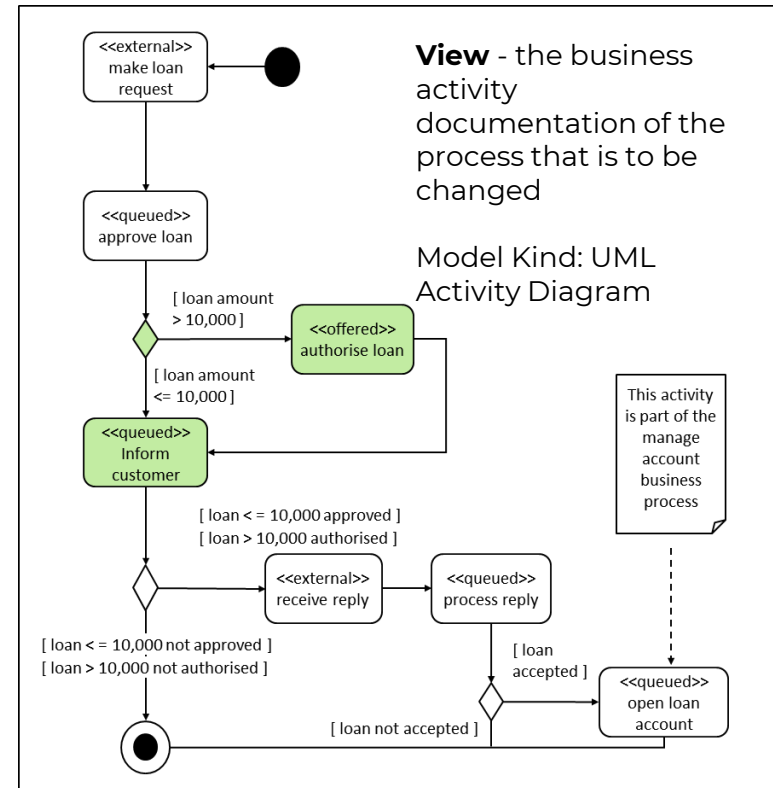 <<external>>
make loan
request
View - the business
activity
documentation of the
process that is to be
changed
Model Kind: UML
Activity Diagram
<<queued>>
approve loan
[ loan amount
> 10,000 ]
<<offered>>
authorise loan
[ loan amount
<= 10,000 ]
<<queued>>
Inform
customer
This activity
is part of the
manage
account
business
process
[ loan < = 10,000 approved ]
[ loan > 10,000 authorised ]
<<external>>
receive reply
<<queued>>
process reply
[ loan < = 10,000 not approved ]
[ loan > 10,000 not authorised ]
[ loan
accepted ]
<<queued>>
open loan
account
[ loan not accepted ]